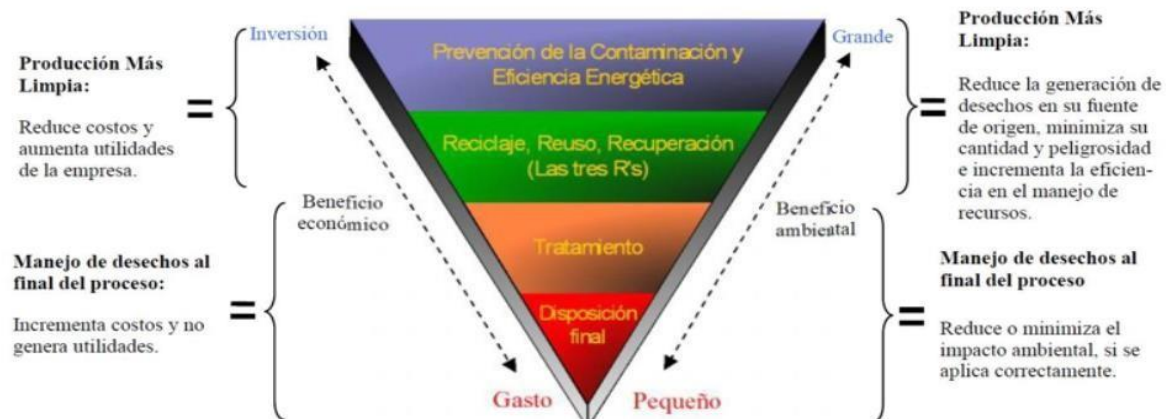 Producción Más
Limpia:
Reduce costos y
aumenta utilidades
de la empresa.
=
Manejo de desechos al
final del proceso:
Incrementa costos y no
genera utilidades.
=
Inversión
Beneficio
económico
Gasto
Prevención de la Contaminación y
Eficiencia Energética
Reciclaje, Reuso, Recuperación
(Las tres R's)
Tratamiento
Disposición
final
Grande
Beneficio
ambiental
Pequeño
=
Producción Más
Limpia:
Reduce la generación de
desechos en su fuente
de origen, minimiza su
cantidad y peligrosidad
e incrementa la eficien-
cia en el manejo de
recursos.
=
Manejo de desechos al
final del proceso
Reduce o minimiza el
impacto ambiental, si se
aplica correctamente.